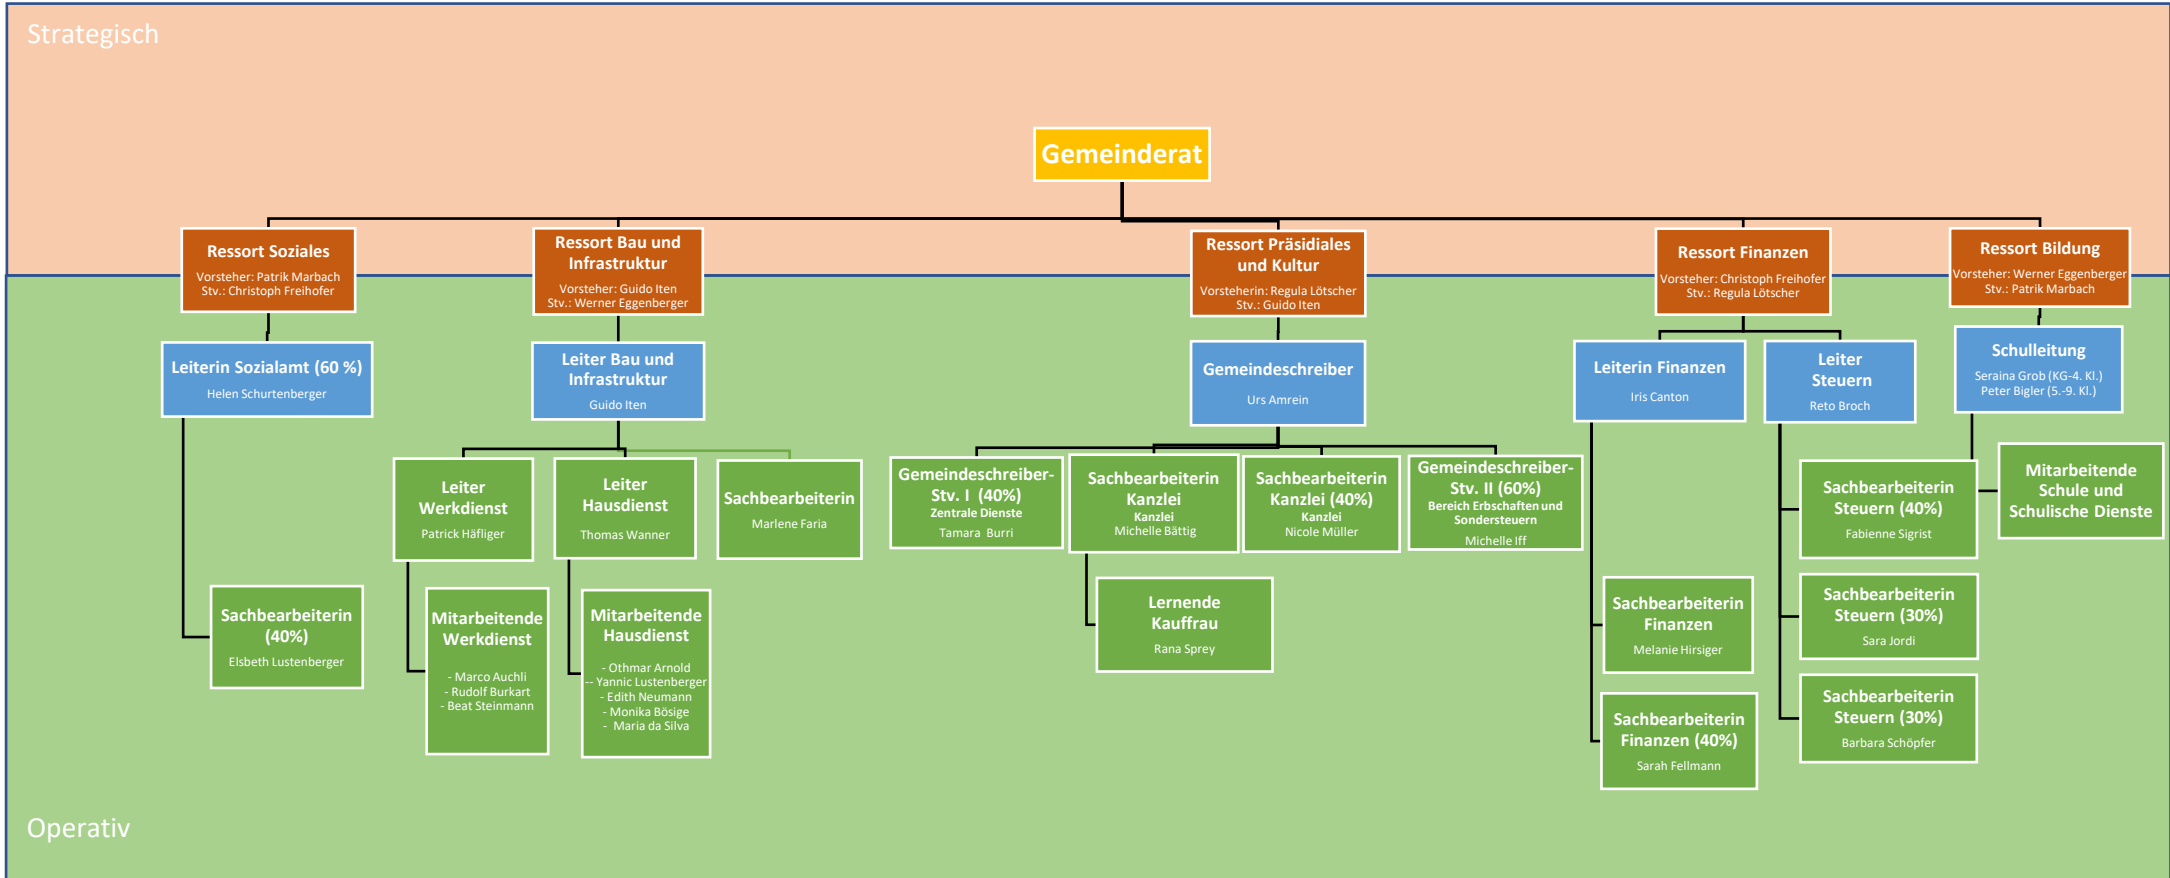 Strategisch
Gemeinderat
Ressort Soziales
Vorsteher: Patrik Marbach
Stv.: Christoph Freihofer
Ressort Bau und
Infrastruktur
Vorsteher: Guido Iten
Stv.: Werner Eggenberger
Ressort Präsidiales
und Kultur
Vorsteherin: Regula Lötscher
Stv.: Guido Iten
Ressort Finanzen
Vorsteher: Christoph Freihofer
Stv.: Regula Lötscher
Ressort Bildung
Vorsteher: Werner Eggenberger
Stv.: Patrik Marbach
Leiterin Sozialamt (60 %)
Helen Schurtenberger
Leiter Bau und
Infrastruktur
Guido Iten
Gemeindeschreiber
Urs Amrein
Leiterin Finanzen
Iris Canton
Leiter
Steuern
Reto Broch
Schulleitung
Seraina Grob (KG-4. Kl.)
Peter Bigler (5.-9. Kl.)
Leiter
Werkdienst
Patrick Häfliger
Leiter
Hausdienst
Thomas Wanner
Sachbearbeiterin
Marlene Faria
Gemeindeschreiber-
Stv. I (40%)
Zentrale Dienste
Tamara Burri
Sachbearbeiterin
Kanzlei
Kanzlei
Michelle Bättig
Sachbearbeiterin
Kanzlei (40%)
Kanzlei
Nicole Müller
Gemeindeschreiber-
Stv. II (60%)
Bereich Erbschaften und
Sondersteuern
Michelle Iff
Sachbearbeiterin
Steuern (40%)
Fabienne Sigrist
Mitarbeitende
Schule und
Schulische Dienste
Sachbearbeiterin
(40%)
Elsbeth Lustenberger
Mitarbeitende
Werkdienst
- Marco Auchli
- Rudolf Burkart
- Beat Steinmann
Mitarbeitende
Hausdienst
- Othmar Arnold
-- Yannic Lustenberger
- Edith Neumann
- Monika Bösige
- Maria da Silva
Lernende
Kauffrau
Rana Sprey
Sachbearbeiterin
Finanzen
Melanie Hirsiger
Sachbearbeiterin
Steuern (30%)
Sara Jordi
Sachbearbeiterin
Finanzen (40%)
Sarah Fellmann
Sachbearbeiterin
Steuern (30%)
Barbara Schöpfer
Operativ